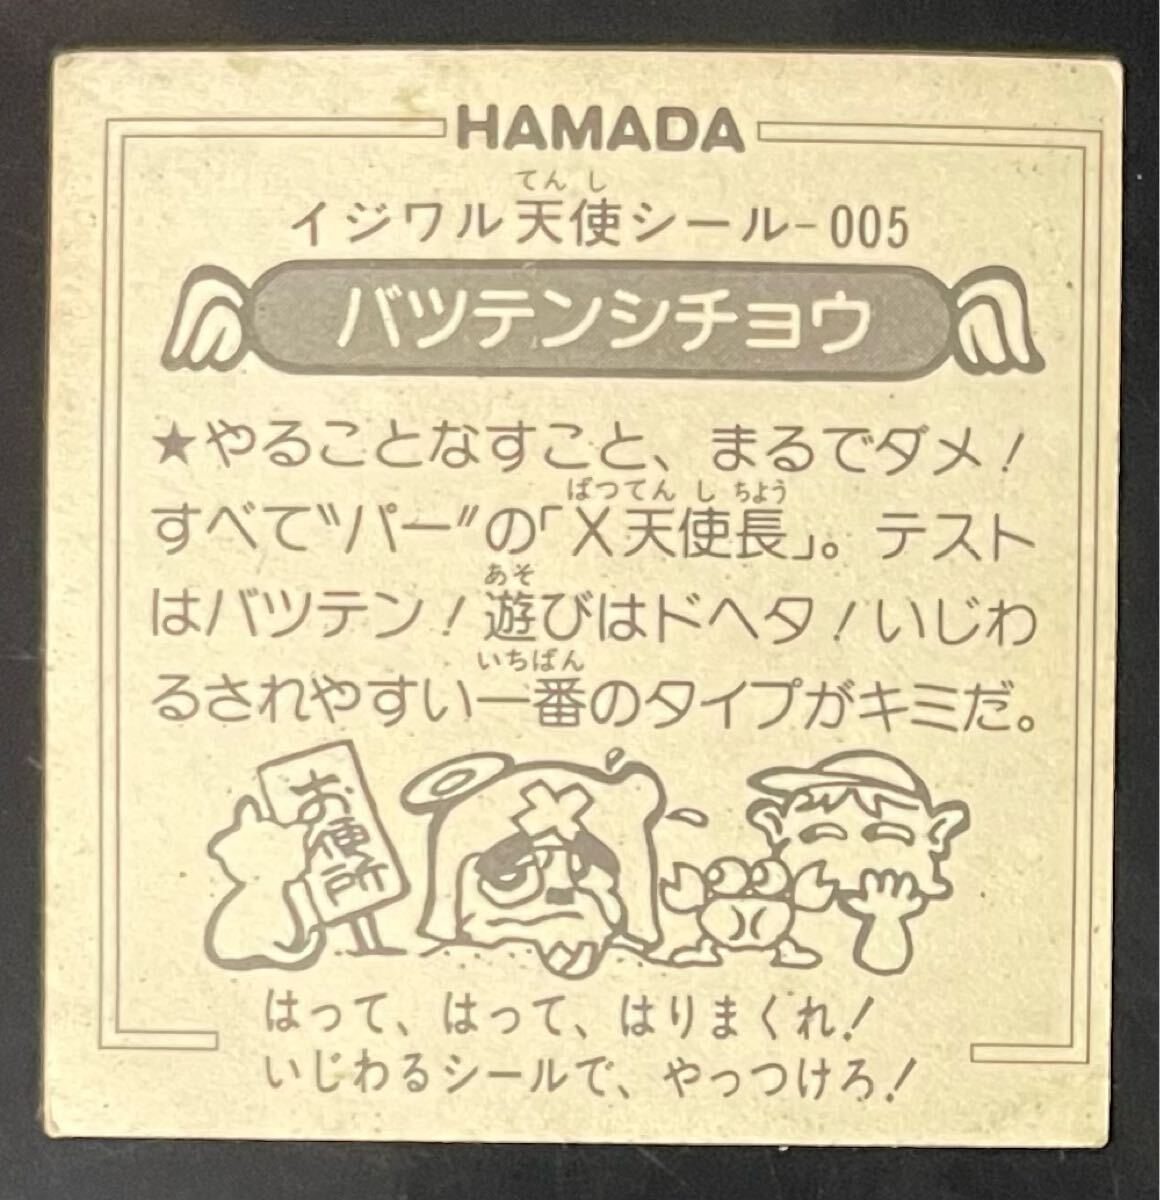 HAMADA
てんし
イジワル天使シール-005
バツテンシチョウ
★やることなすこと、まるでダメ!
ばつてん し ちよう
すべて〝パー〟の「X天使長」。テスト
あそ
はバツテン!遊びはドヘタ!いじわ
いちばん
るされやすい一番のタイプがキミだ。
お便所
はって、はって、はりまくれ!
いじわるシールで、やっつけろ!